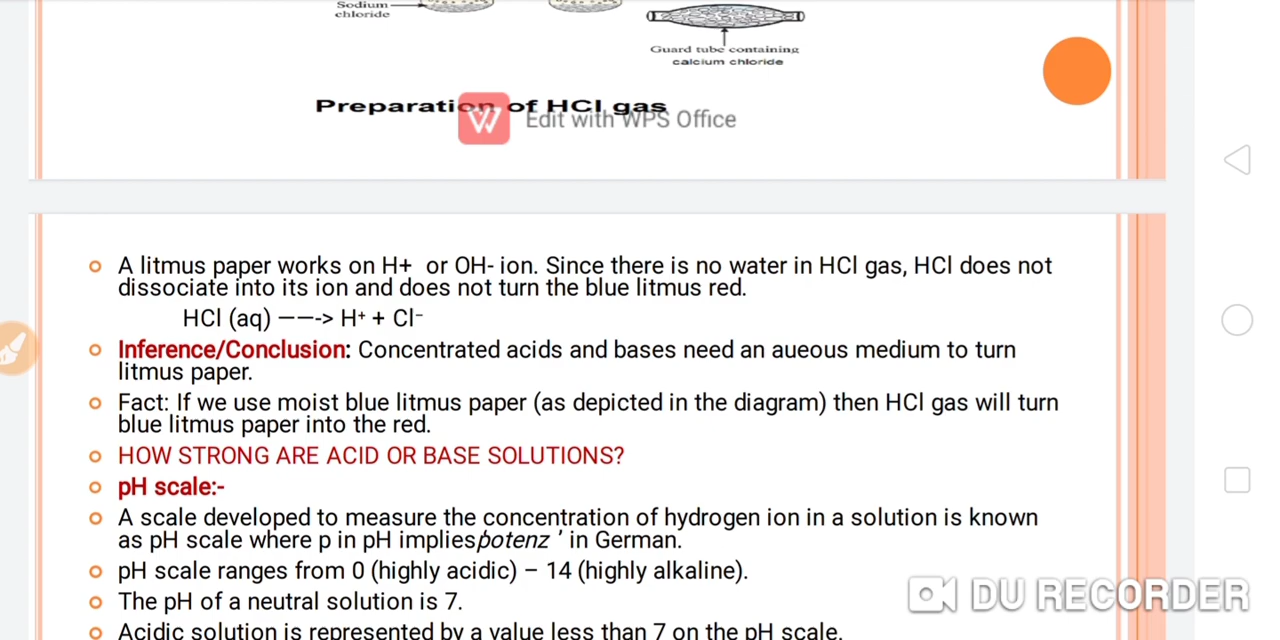 Sodium
chloride
Guard tube containing
calcium chloride
Preparation of HCl gas
Edit with WPS Office
A litmus paper works on H+ or OH- ion. Since there is no water in HCl gas, HCl does not
dissociate into its ion and does not turn the blue litmus red.
HCl (aq) ——-> H⁺ + Cl⁻
Inference/Conclusion: Concentrated acids and bases need an aueous medium to turn
litmus paper.
Fact: If we use moist blue litmus paper (as depicted in the diagram) then HCl gas will turn
blue litmus paper into the red.
HOW STRONG ARE ACID OR BASE SOLUTIONS?
pH scale:-
A scale developed to measure the concentration of hydrogen ion in a solution is known
as pH scale where p in pH implies potenz ’ in German.
pH scale ranges from 0 (highly acidic) – 14 (highly alkaline).
The pH of a neutral solution is 7.
Acidic solution is represented by a value less than 7 on the pH scale.
DU RECORDER